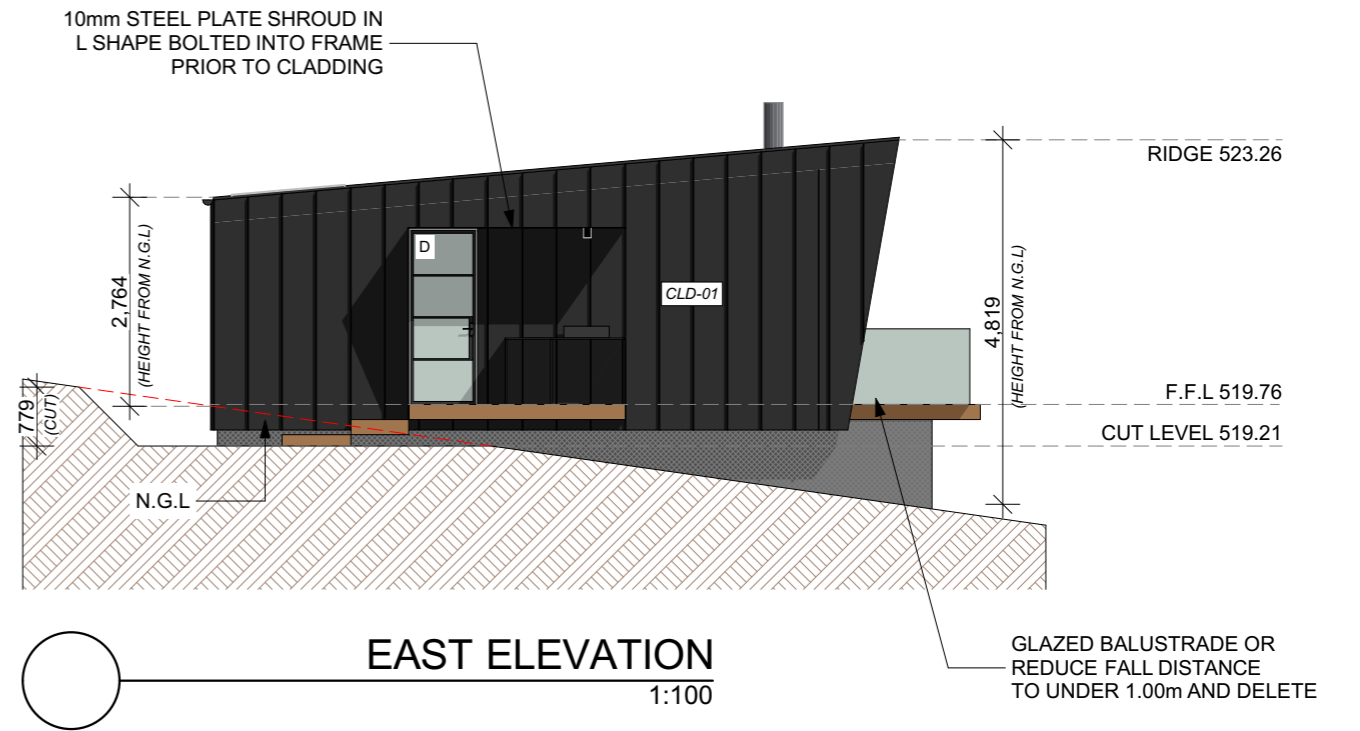 10mm STEEL PLATE SHROUD IN
L SHAPE BOLTED INTO FRAME
PRIOR TO CLADDING
RIDGE 523.26
2,764
(HEIGHT FROM N.G.L)
D
CLD-01
4,819
(HEIGHT FROM N.G.L)
779
(CUT)
F.F.L 519.76
CUT LEVEL 519.21
N.G.L
EAST ELEVATION
1:100
GLAZED BALUSTRADE OR
REDUCE FALL DISTANCE
TO UNDER 1.00m AND DELETE